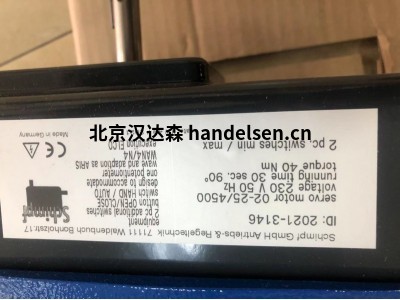 Schimpf GmbH Antriebs- & Regeltechnik 71111 Waldenbuch Bonholzstr.17
ID: 2021-3146
servo motor 02-25/4500
voltage 230 V 50 Hz
running time 30 sec. 90°
torque 40 Nm
2 pc. switches min / max
2 pc additional switches
button OPEN/CLOSE
switch HAND / AUTO
design to accommodate
one potentiometer
wave and adaption as ARIS
WAN4/N4
execution ELCO
Schimpf
CE
Made in Germany
北京汉达森 handelsen.cn